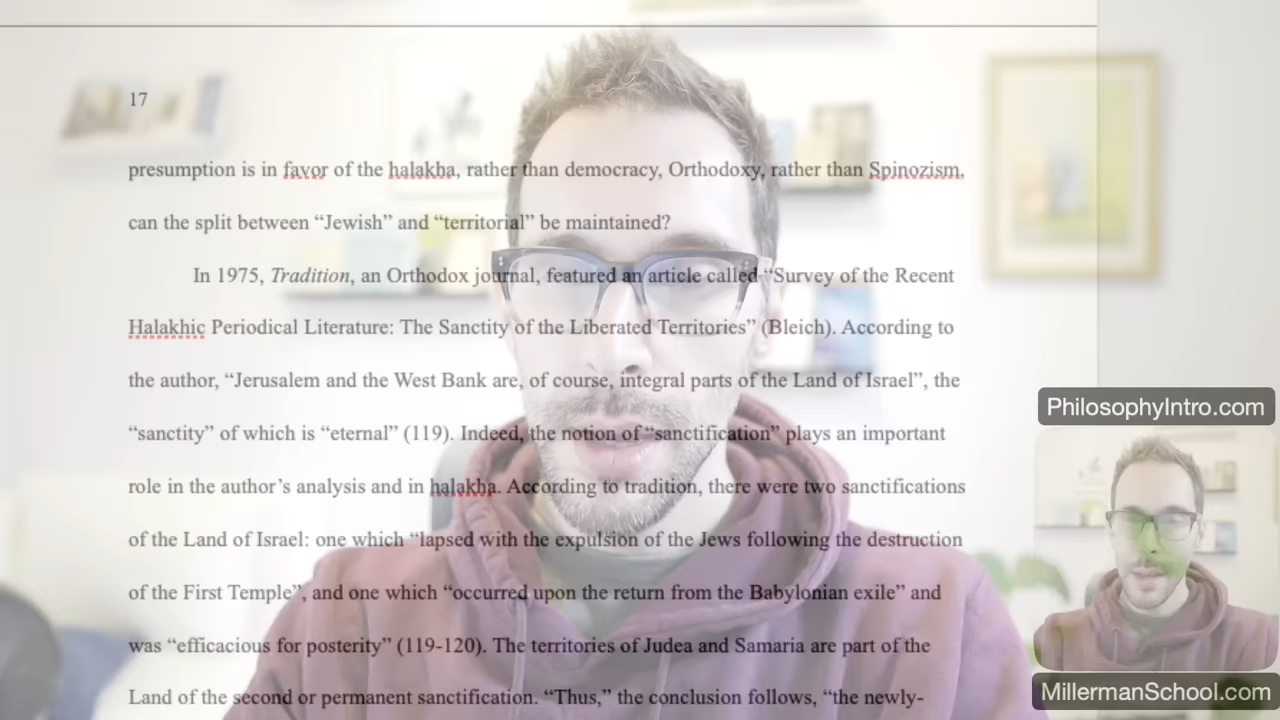 17
presumption is in favor of the halakha, rather than democracy, Orthodoxy, rather than Spinozism,
can the split between “Jewish” and “territorial” be maintained?
In 1975, Tradition, an Orthodox journal, featured an article called “Survey of the Recent
Halakhic Periodical Literature: The Sanctity of the Liberated Territories” (Bleich). According to
the author, “Jerusalem and the West Bank are, of course, integral parts of the Land of Israel”, the
“sanctity” of which is “eternal” (119). Indeed, the notion of “sanctification” plays an important
role in the author’s analysis and in halakha. According to tradition, there were two sanctifications
of the Land of Israel: one which “lapsed with the expulsion of the Jews following the destruction
of the First Temple”, and one which “occurred upon the return from the Babylonian exile” and
was “efficacious for posterity” (119-120). The territories of Judea and Samaria are part of the
Land of the second or permanent sanctification. “Thus,” the conclusion follows, “the newly-
PhilosophyIntro.com
MillermanSchool.com